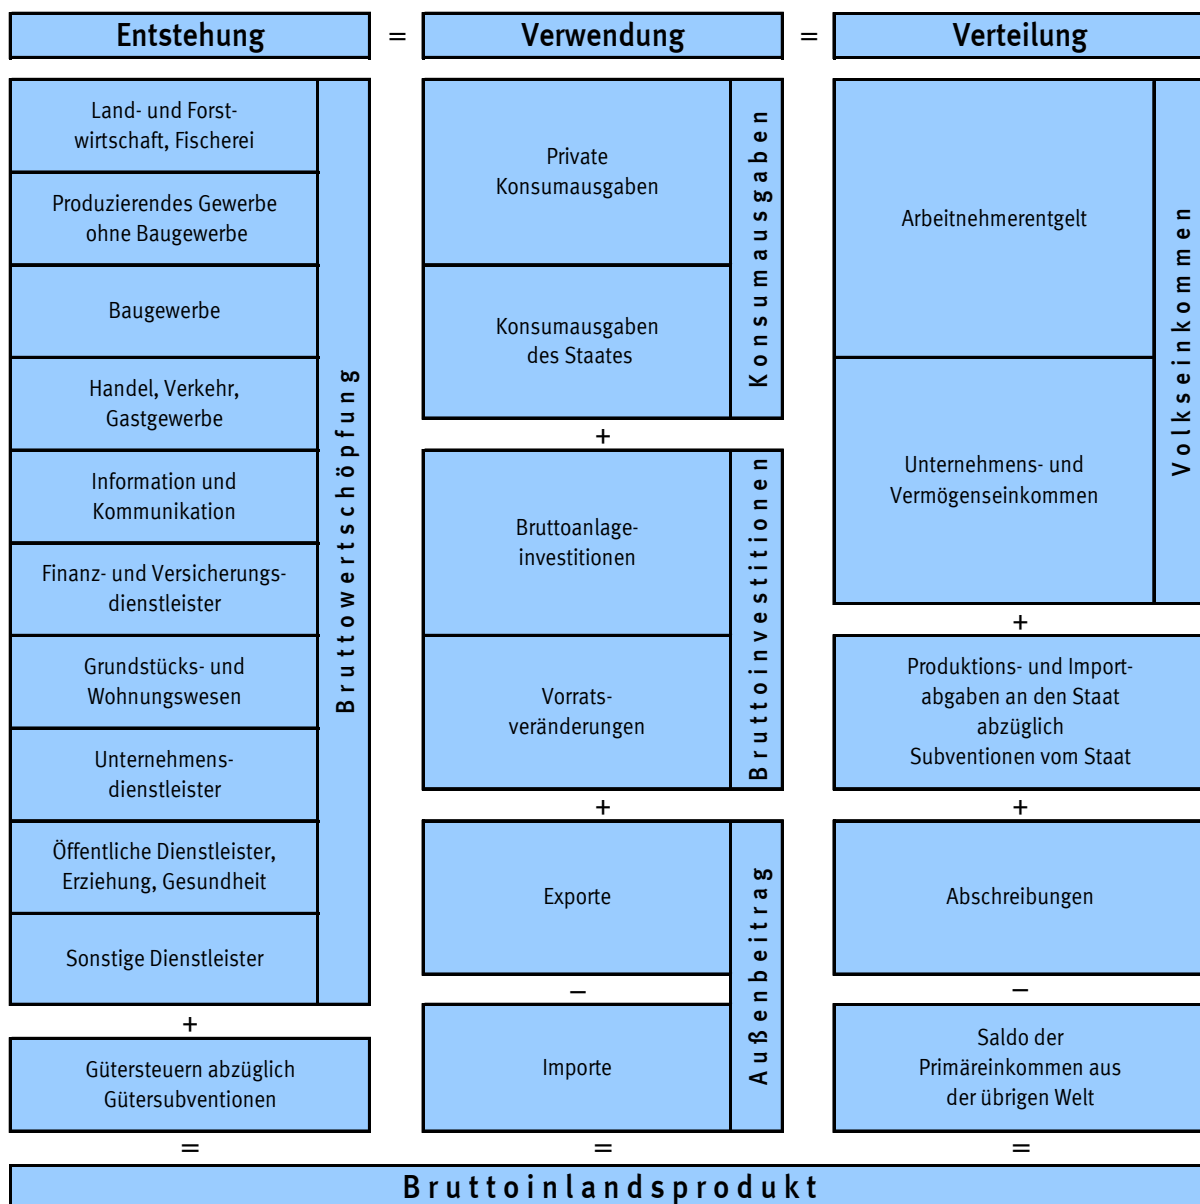 Entstehung = Verwendung = Verteilung
Land- und Forst-
wirtschaft, Fischerei
Produzierendes Gewerbe
ohne Baugewerbe
Baugewerbe
Handel, Verkehr,
Gastgewerbe
Information und
Kommunikation
Finanz- und Versicherungs-
dienstleister
Grundstücks- und
Wohnungswesen
Unternehmens-
dienstleister
Öffentliche Dienstleister,
Erziehung, Gesundheit
Sonstige Dienstleister
Bruttowertschöpfung
+
Gütersteuern abzüglich
Gütersubventionen
=
Private
Konsumausgaben
Konsumausgaben
des Staates
Konsumausgaben
+
Bruttoanlage-
investitionen
Vorrats-
veränderungen
Bruttoinvestitionen
+
Exporte
–
Importe
Außenbeitrag
=
Arbeitnehmerentgelt
Unternehmens- und
Vermögenseinkommen
Volkseinkommen
+
Produktions- und Import-
abgaben an den Staat
abzüglich
Subventionen vom Staat
+
Abschreibungen
–
Saldo der
Primäreinkommen aus
der übrigen Welt
=
Bruttoinlandsprodukt